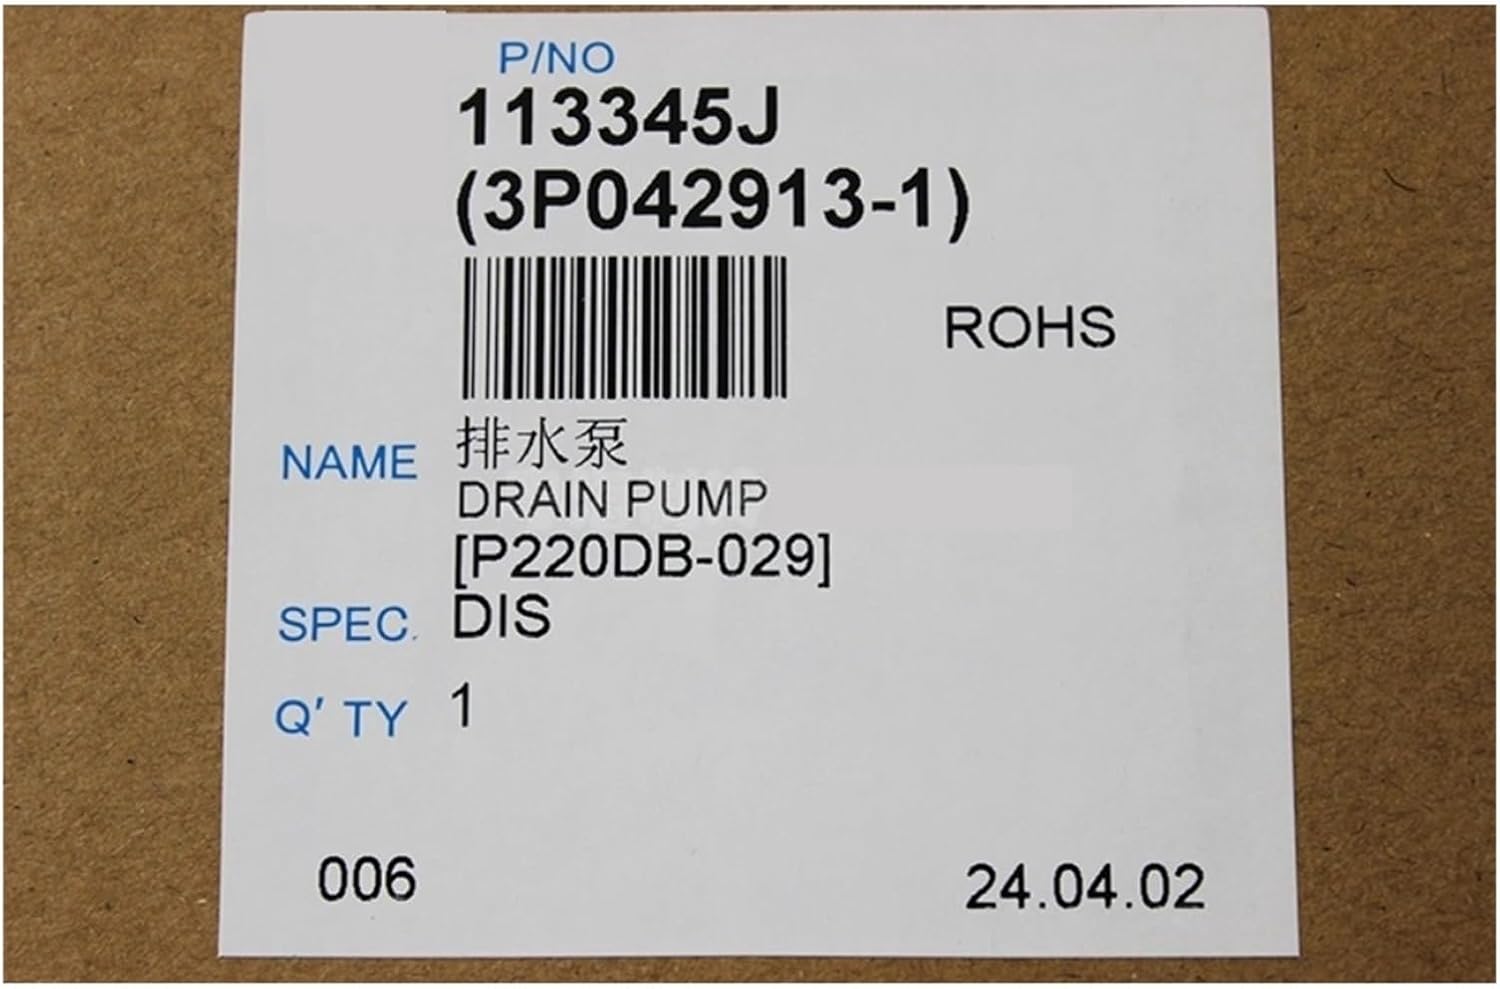 P/NO
113345J
(3P042913-1)
ROHS
NAME 排水泵
DRAIN PUMP
[P220DB-029]
SPEC. DIS
Q' TY 1
006 24.04.02